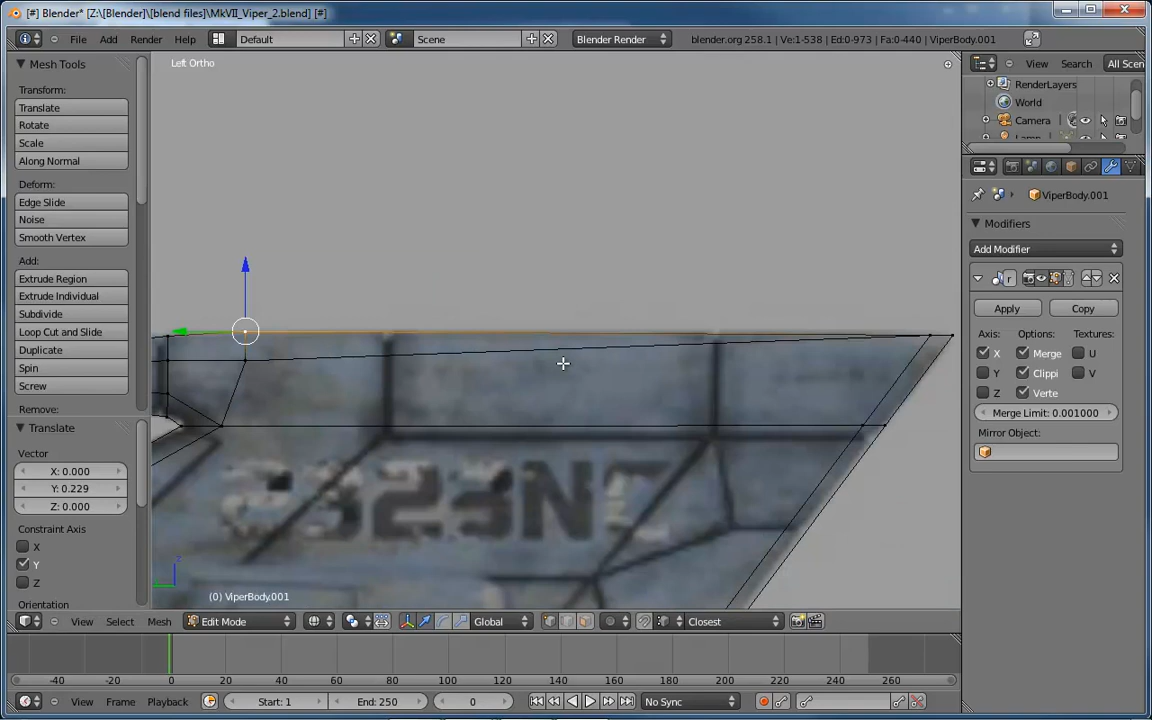 [#] Blender* [Z:\[Blender]\[blend files]\MkVII_Viper_2.blend] [#]
File Add Render Help Default Scene Blender Render blender.org 258.1 | Ve:1-538 | Ed:0-973 | Fa:0-440 | ViperBody.001
Mesh Tools
Transform:
Translate
Rotate
Scale
Along Normal
Deform:
Edge Slide
Noise
Smooth Vertex
Add:
Extrude Region
Extrude Individual
Subdivide
Loop Cut and Slide
Duplicate
Spin
Screw
Remove:
Translate
Vector
X: 0.000
Y: 0.229
Z: 0.000
Constraint Axis
X
Y
Z
Orientation
Left Ortho
(0) ViperBody.001
View Search All Scen
RenderLayers
World
Camera
ViperBody.001
Modifiers
Add Modifier
Apply Copy
Axis: Options: Textures:
X Merge U
Y Clippi V
Z Verte
Merge Limit: 0.001000
Mirror Object:
View Select Mesh Edit Mode Global Closest
-40 -20 0 20 40 60 80 100 120 140 160 180 200 220 240 260
View Frame Playback Start: 1 End: 250 0 No Sync